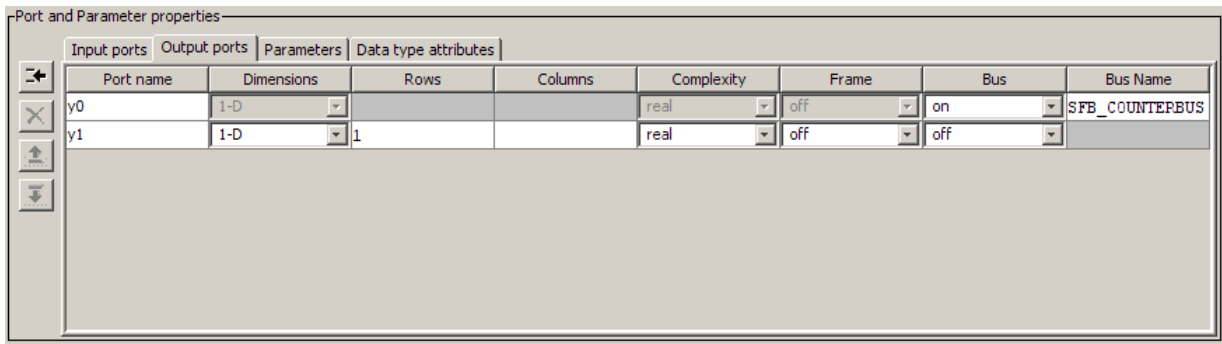 Port and Parameter properties
Input ports Output ports Parameters Data type attributes
Port name Dimensions Rows Columns Complexity Frame Bus Bus Name
y0 1-D real off on SFB_COUNTERBUS
y1 1-D 1 real off off